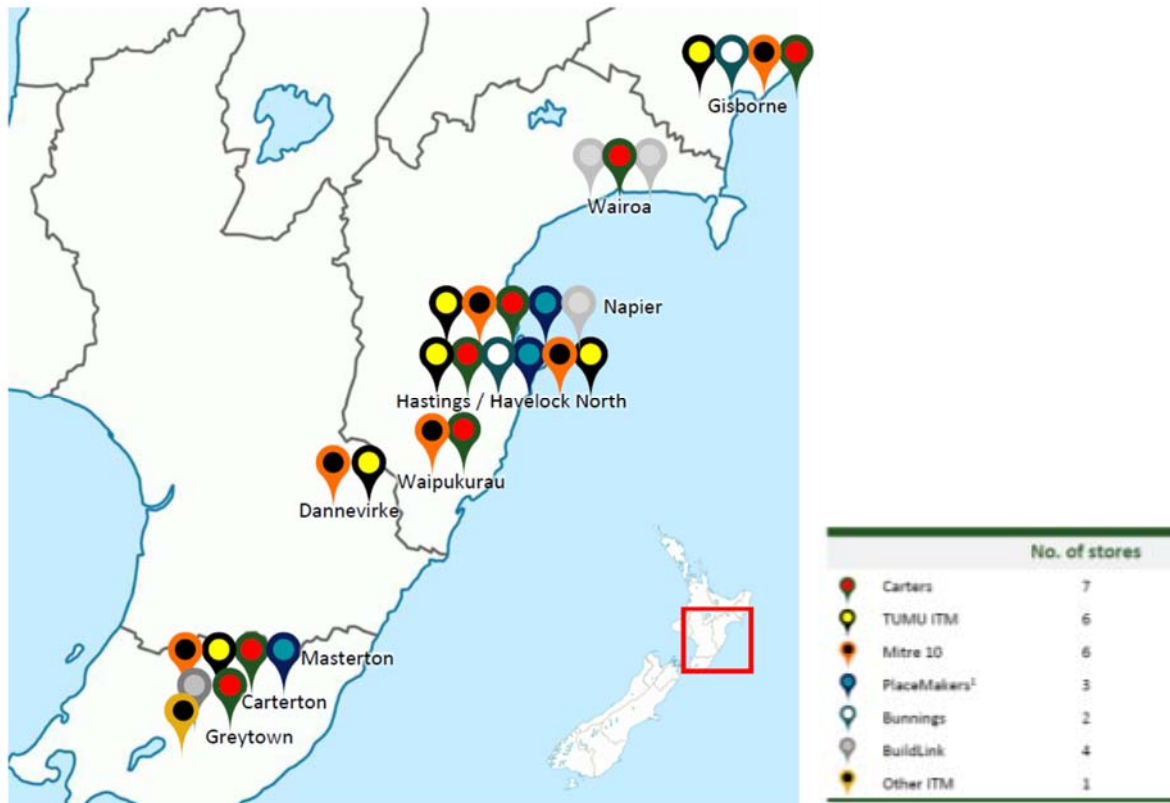 Gisborne
Wairoa
Napier
Hastings / Havelock North
Waipukurau
Dannevirke
Masterton
Carterton
Greytown
No. of stores
Carters 7
TUMU ITM 6
Mitre 10 6
PlaceMakers¹ 3
Bunnings 2
BuildLink 4
Other ITM 1